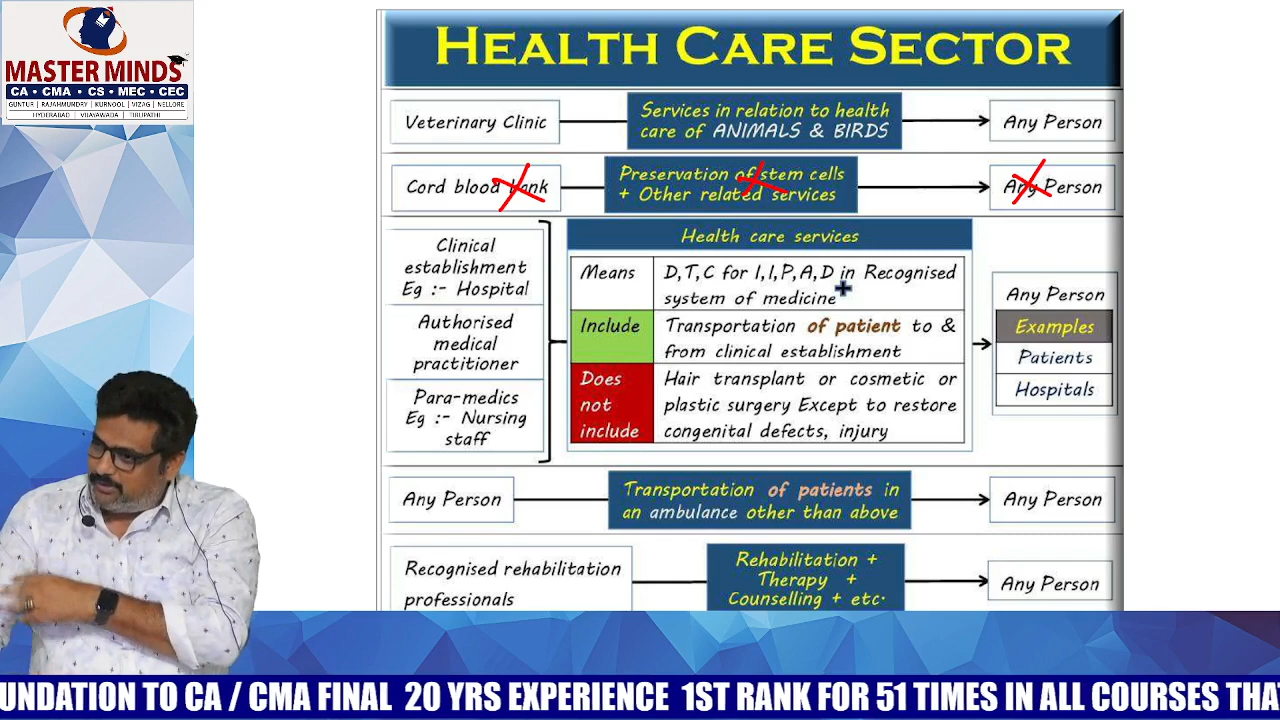 MASTER MINDS
CA • CMA • CS • MEC • CEC
GUNTUR | RAJAHMUNDRY | KURNOOL | VIZAG | NELLORE
HYDERABAD | VIJAYAWADA | TIRUPATHI
HEALTH CARE SECTOR
Veterinary Clinic
Services in relation to health
care of ANIMALS & BIRDS
Any Person
Cord blood bank
Preservation of stem cells
+ Other related services
Any Person
Clinical
establishment
Eg :- Hospital
Authorised
medical
practitioner
Para-medics
Eg :- Nursing
staff
Health care services
Means
D,T,C for I,I,P,A,D in Recognised
system of medicine
Include
Transportation of patient to &
from clinical establishment
Does
not
include
Hair transplant or cosmetic or
plastic surgery Except to restore
congenital defects, injury
Any Person
Examples
Patients
Hospitals
Any Person
Transportation of patients in
an ambulance other than above
Any Person
Recognised rehabilitation
professionals
Rehabilitation +
Therapy +
Counselling + etc.
Any Person
UNDATION TO CA / CMA FINAL 20 YRS EXPERIENCE 1ST RANK FOR 51 TIMES IN ALL COURSES THA